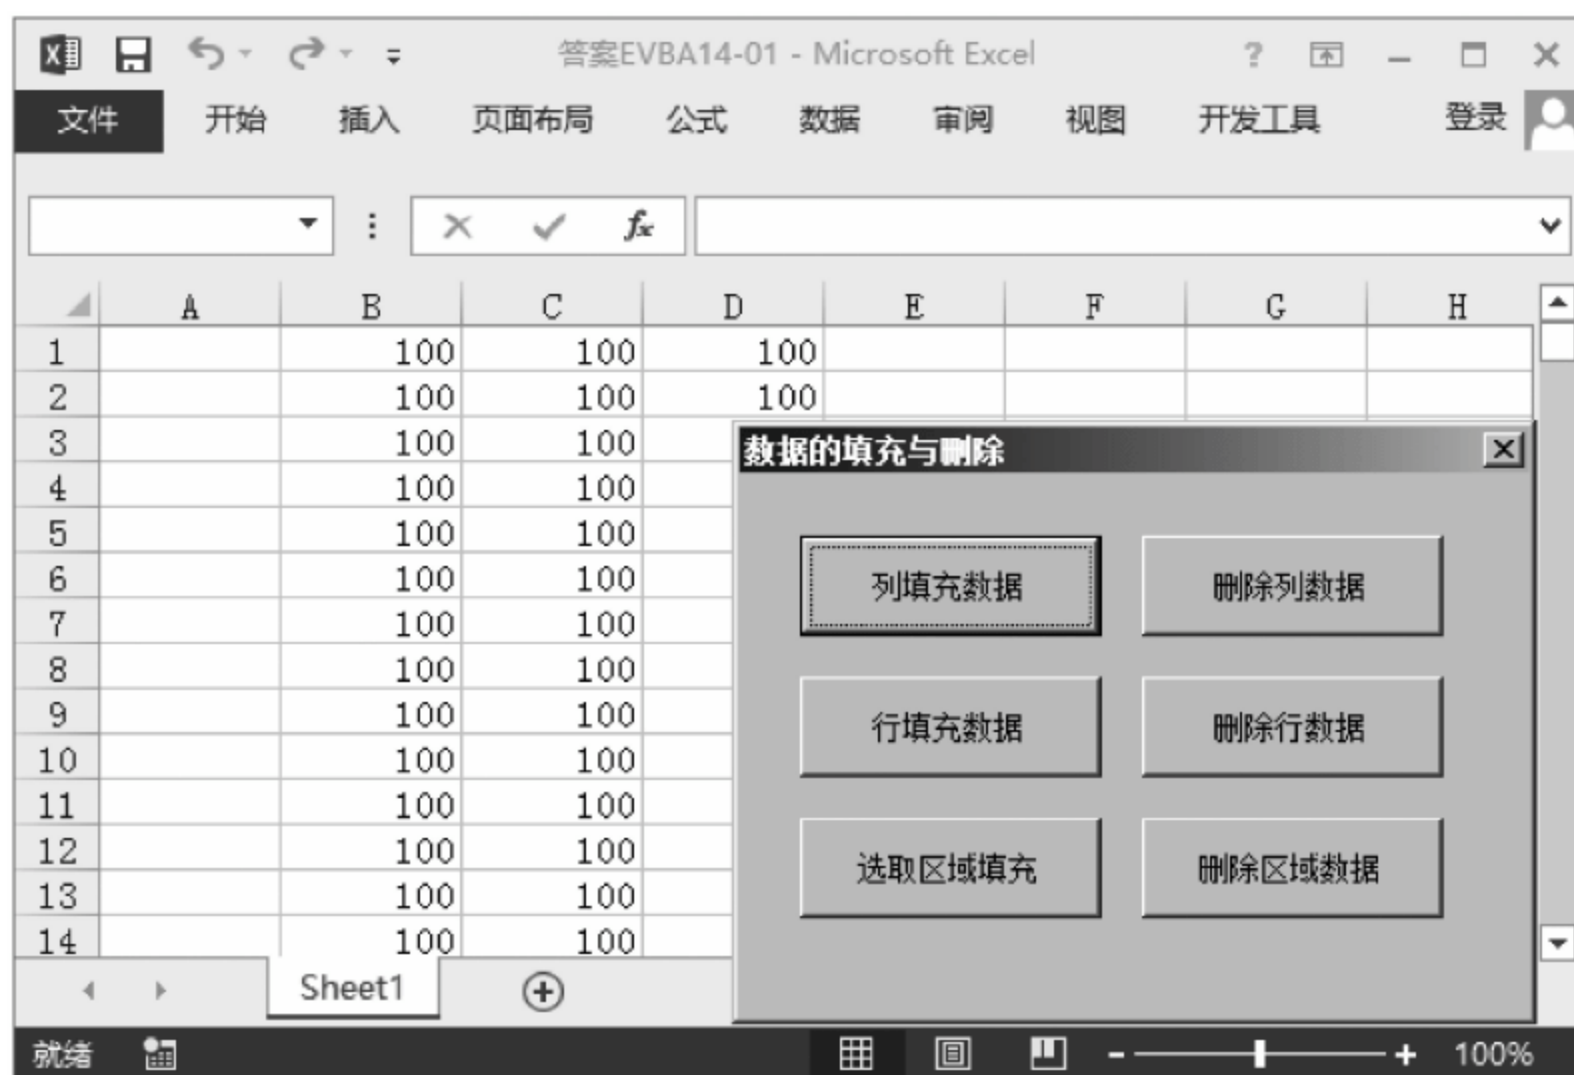 答案EVBA14-01 - Microsoft Excel ?
文件 开始 插入 页面布局 公式 数据 审阅 视图 开发工具 登录
fx
A B C D E F G H
1 100 100 100
2 100 100 100
3 100 100
4 100 100
5 100 100
6 100 100
7 100 100
8 100 100
9 100 100
10 100 100
11 100 100
12 100 100
13 100 100
14 100 100
数据的填充与删除
列填充数据 删除列数据
行填充数据 删除行数据
选取区域填充 删除区域数据
Sheet1
就绪 100%